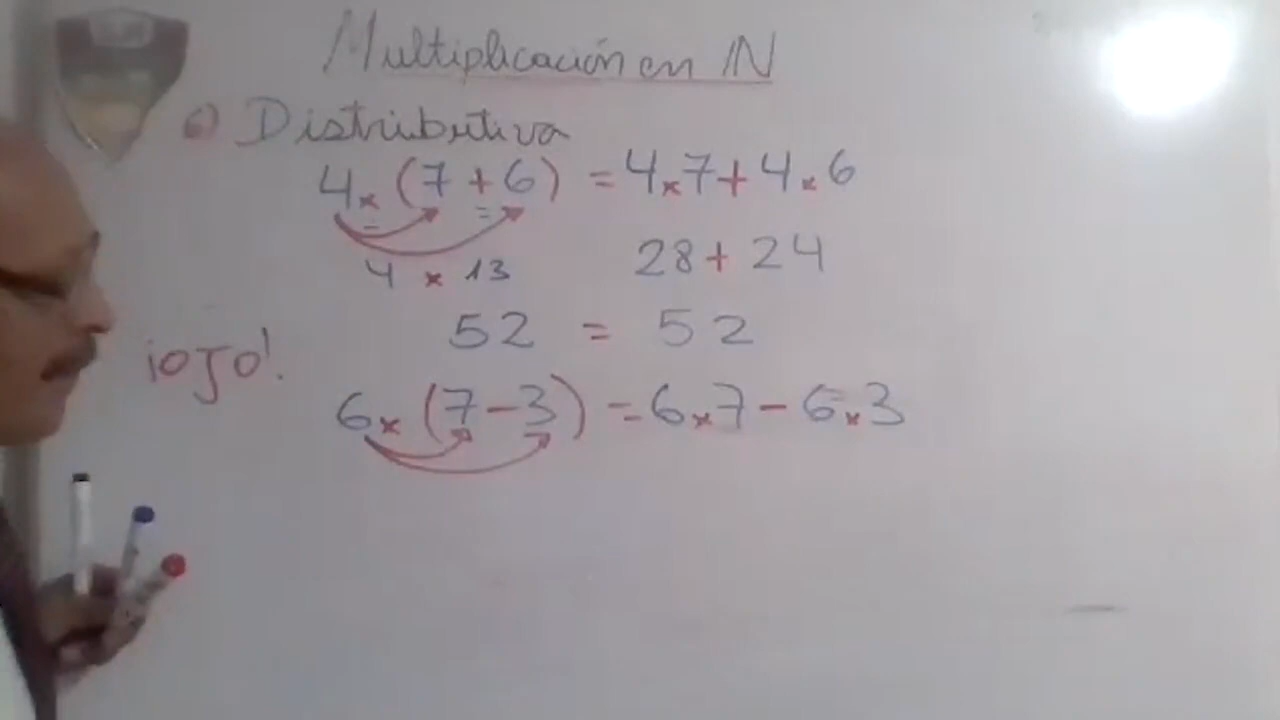 Multiplicación en IN
Distributiva
4 × (7 + 6) = 4 × 7 + 4 × 6
4 × 13 28 + 24
52 = 52
¡OJO!
6 × (7 − 3) = 6 × 7 − 6 × 3